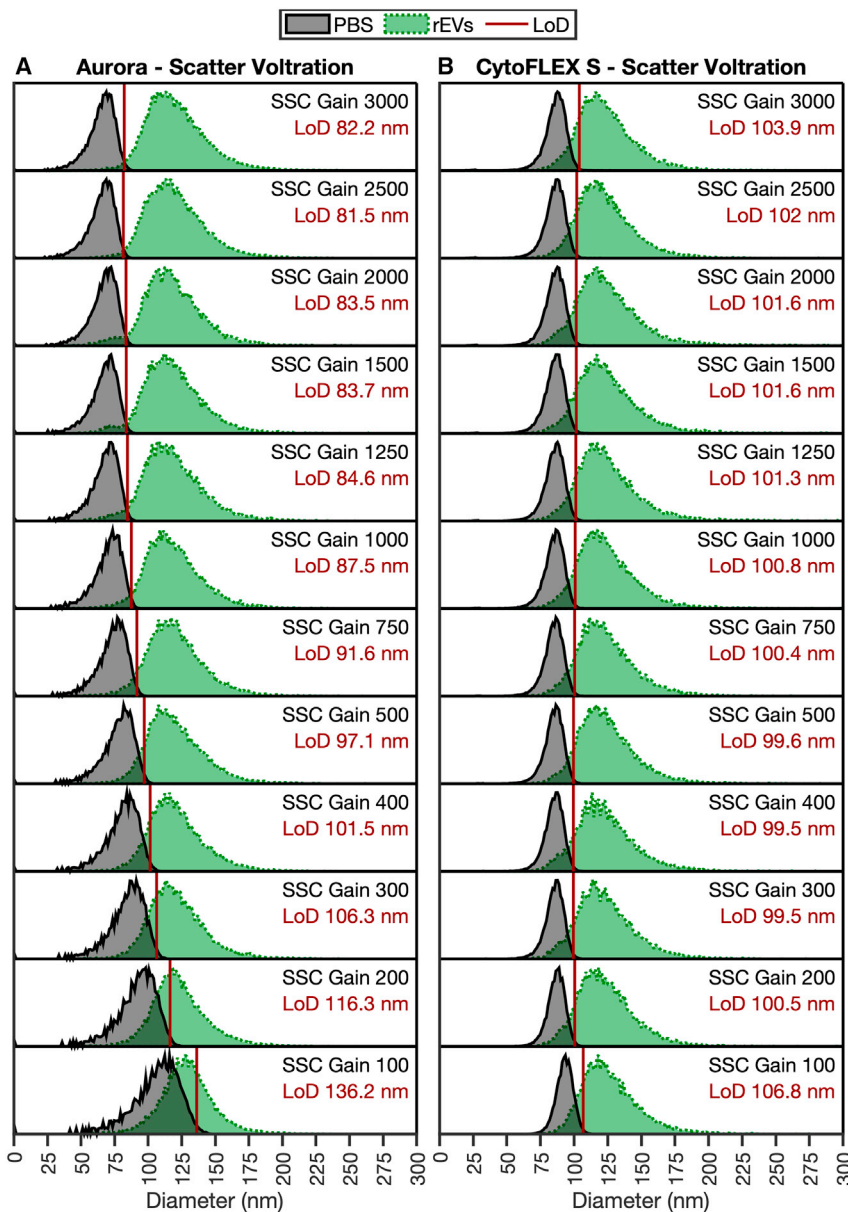 PBS rEVs LoD
A Aurora - Scatter Voltration
SSC Gain 3000
LoD 82.2 nm
SSC Gain 2500
LoD 81.5 nm
SSC Gain 2000
LoD 83.5 nm
SSC Gain 1500
LoD 83.7 nm
SSC Gain 1250
LoD 84.6 nm
SSC Gain 1000
LoD 87.5 nm
SSC Gain 750
LoD 91.6 nm
SSC Gain 500
LoD 97.1 nm
SSC Gain 400
LoD 101.5 nm
SSC Gain 300
LoD 106.3 nm
SSC Gain 200
LoD 116.3 nm
SSC Gain 100
LoD 136.2 nm
0 25 50 75 100 125 150 175 200 225 250 275 300
Diameter (nm)
B CytoFLEX S - Scatter Voltration
SSC Gain 3000
LoD 103.9 nm
SSC Gain 2500
LoD 102 nm
SSC Gain 2000
LoD 101.6 nm
SSC Gain 1500
LoD 101.6 nm
SSC Gain 1250
LoD 101.3 nm
SSC Gain 1000
LoD 100.8 nm
SSC Gain 750
LoD 100.4 nm
SSC Gain 500
LoD 99.6 nm
SSC Gain 400
LoD 99.5 nm
SSC Gain 300
LoD 99.5 nm
SSC Gain 200
LoD 100.5 nm
SSC Gain 100
LoD 106.8 nm
0 25 50 75 100 125 150 175 200 225 250 275 300
Diameter (nm)